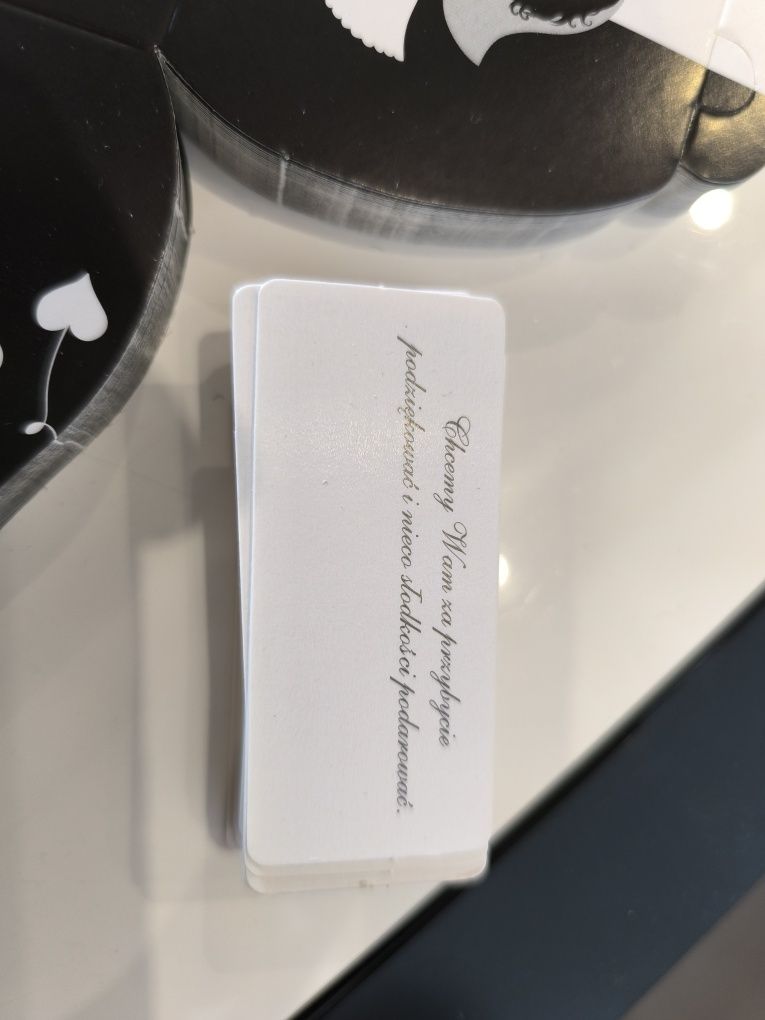 Chcemy Wam za przybycie
podziękować i nieco słodkości podarować.